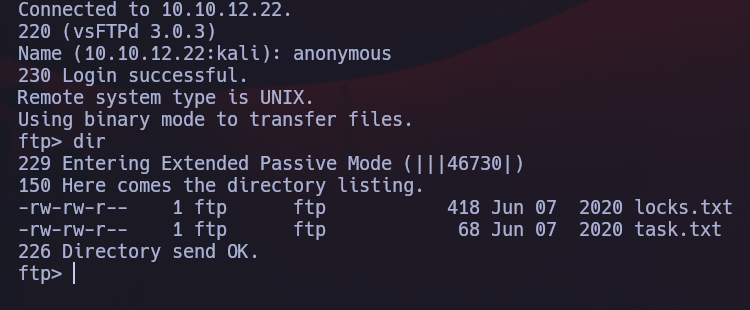 Connected to 10.10.12.22.
220 (vsFTPd 3.0.3)
Name (10.10.12.22:kali): anonymous
230 Login successful.
Remote system type is UNIX.
Using binary mode to transfer files.
ftp> dir
229 Entering Extended Passive Mode (|||46730|)
150 Here comes the directory listing.
-rw-rw-r--    1 ftp      ftp           418 Jun 07  2020 locks.txt
-rw-rw-r--    1 ftp      ftp            68 Jun 07  2020 task.txt
226 Directory send OK.
ftp>